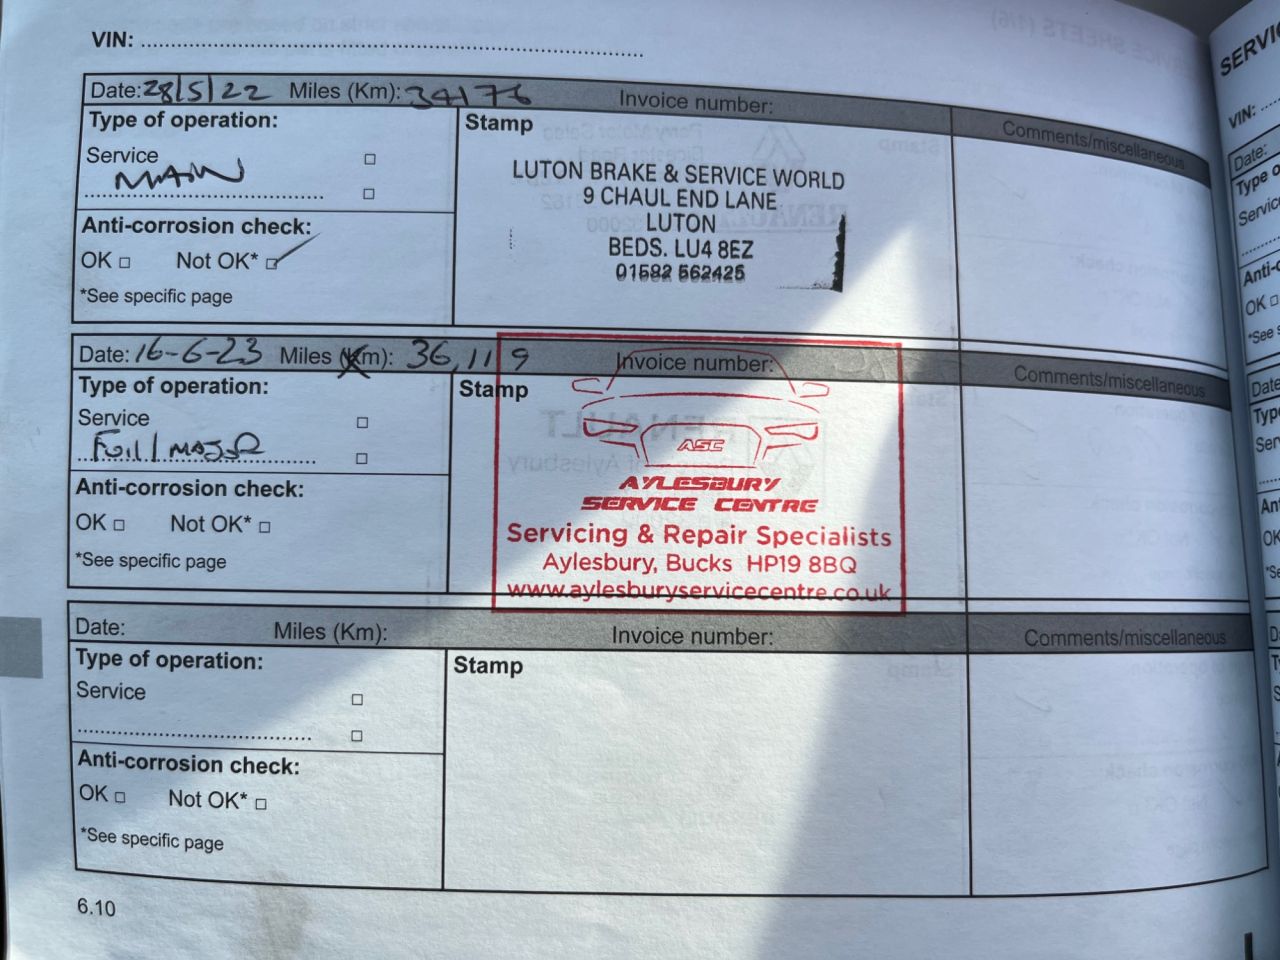 VIN: ........................................................................................
Date: 28/5/22 Miles (Km): 34176 Invoice number:
Comments/miscellaneous
Type of operation:
Service
MAIN
Anti-corrosion check:
OK □ Not OK* □
*See specific page
Stamp
LUTON BRAKE & SERVICE WORLD
9 CHAUL END LANE
LUTON
BEDS. LU4 8EZ
01582 562425
Date: 16-6-23 Miles (Km): 36,119 Invoice number:
Comments/miscellaneous
Type of operation:
Service
Full/MAJOR
Anti-corrosion check:
OK □ Not OK* □
*See specific page
Stamp
ASC
AYLESBURY
SERVICE CENTRE
Servicing & Repair Specialists
Aylesbury, Bucks HP19 8BQ
www.aylesburyservicecentre.co.uk
Date: Miles (Km): Invoice number:
Comments/miscellaneous
Type of operation:
Service
Anti-corrosion check:
OK □ Not OK* □
*See specific page
Stamp
6.10
VIN:
Date: